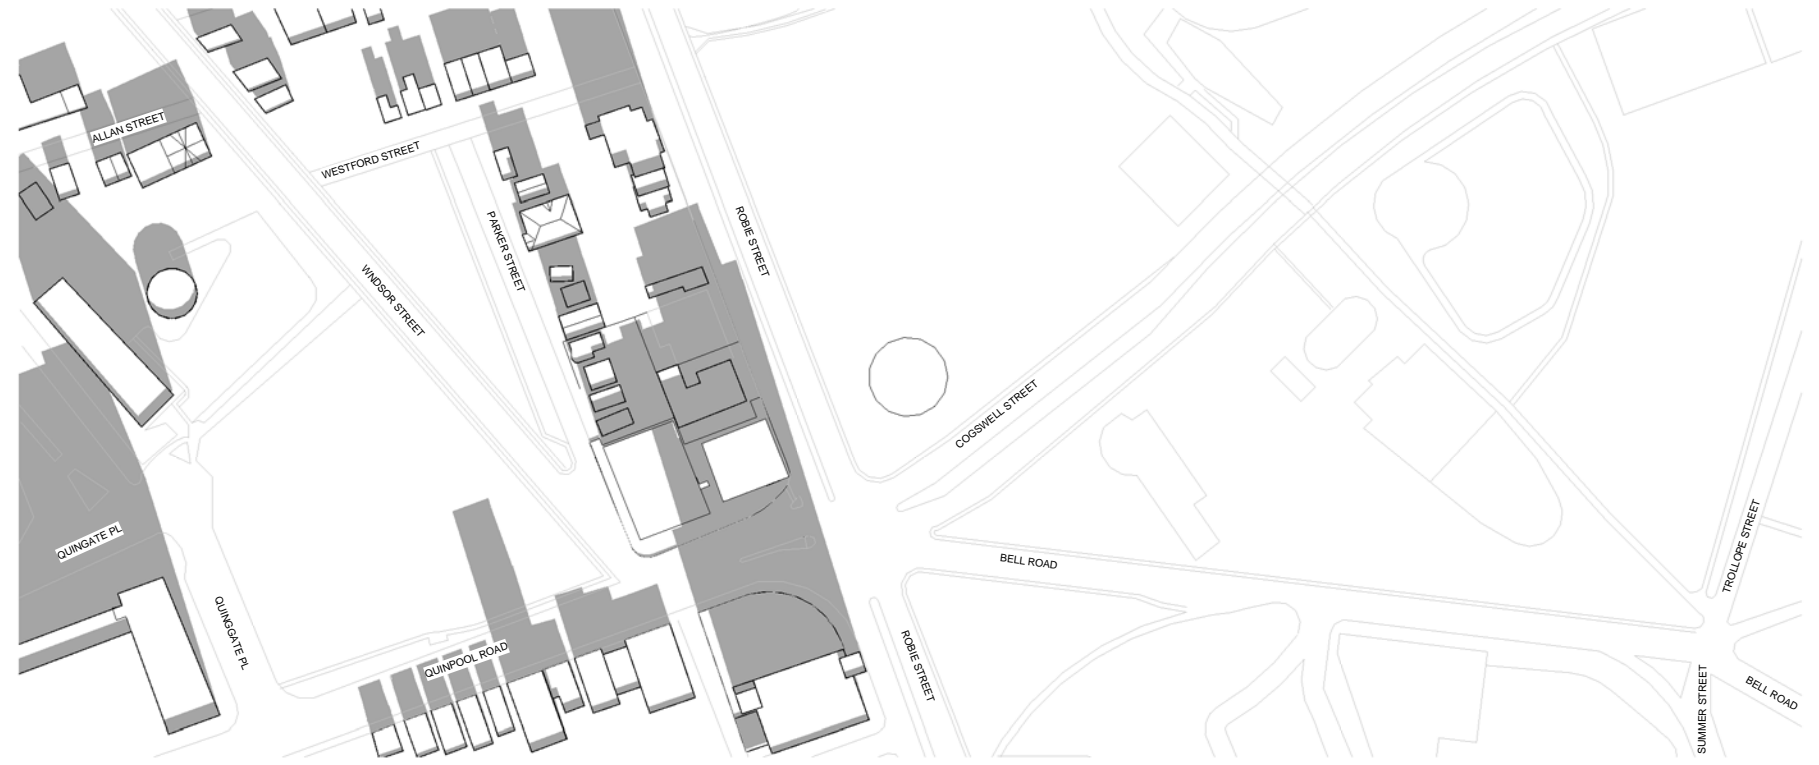 ALLAN STREET
WESTFORD STREET
PARKER STREET
ROBIE STREET
WNDSOR STREET
COGSWELL STREET
QUINGATE PL
BELL ROAD
TROLLOPE STREET
QUINGGATE PL
QUINPOOL ROAD
ROBIE STREET
SUMMER STREET
BELL ROAD